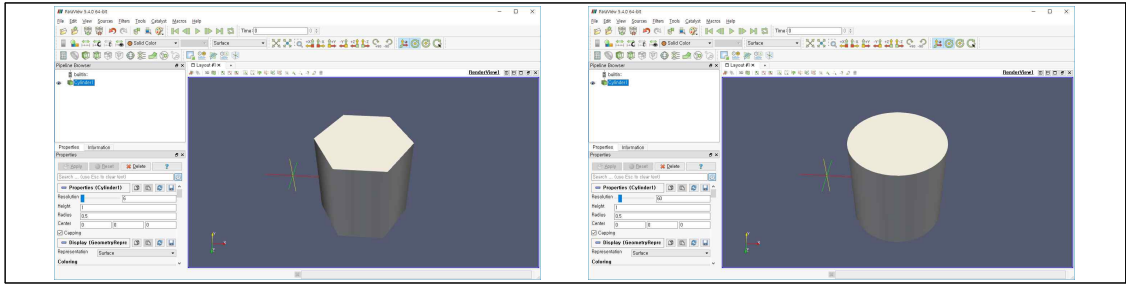 ParaView 5.4.0 64-bit
File Edit View Sources Filters Tools Catalyst Macros Help
Time: 0
Solid Color Surface
Pipeline Browser
Layout #1
builtin:
Cylinder1
RenderView1
Properties Information
Properties
Apply Reset Delete ?
Search ... (use Esc to clear text)
Properties (Cylinder1)
Resolution 6
Height 1
Radius 0.5
Center 0 0 0
Capping
Display (GeometryRepre
Representation Surface
Coloring
ParaView 5.4.0 64-bit
File Edit View Sources Filters Tools Catalyst Macros Help
Time: 0
Solid Color Surface
Pipeline Browser
Layout #1
builtin:
Cylinder1
RenderView1
Properties Information
Properties
Apply Reset Delete ?
Search ... (use Esc to clear text)
Properties (Cylinder1)
Resolution 60
Height 1
Radius 0.5
Center 0 0 0
Capping
Display (GeometryRepre
Representation Surface
Coloring